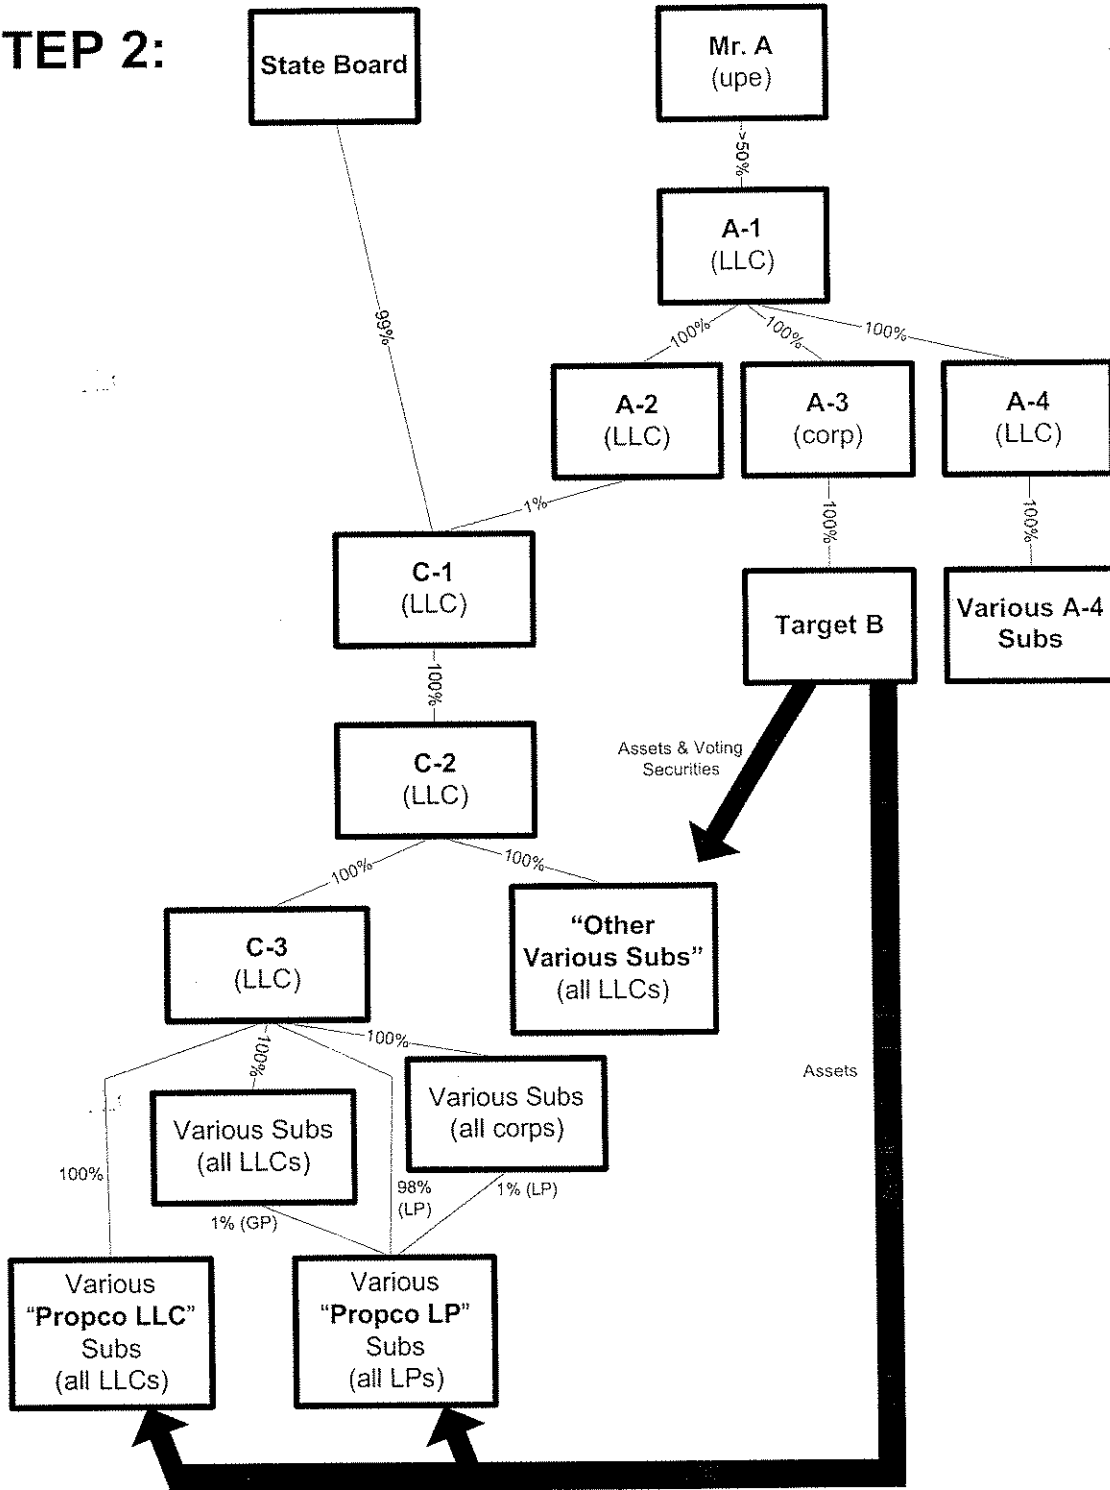 TEP 2:
State Board
Mr. A
(upe)
>50%
A-1
(LLC)
99%
100%
100%
100%
A-2
(LLC)
A-3
(corp)
A-4
(LLC)
1%
100%
100%
C-1
(LLC)
Target B
Various A-4
Subs
100%
C-2
(LLC)
Assets & Voting
Securities
100%
100%
C-3
(LLC)
“Other
Various Subs”
(all LLCs)
100%
100%
Various Subs
(all LLCs)
Various Subs
(all corps)
Assets
100%
98%
(LP)
1% (LP)
1% (GP)
Various
“Propco LLC”
Subs
(all LLCs)
Various
“Propco LP”
Subs
(all LPs)